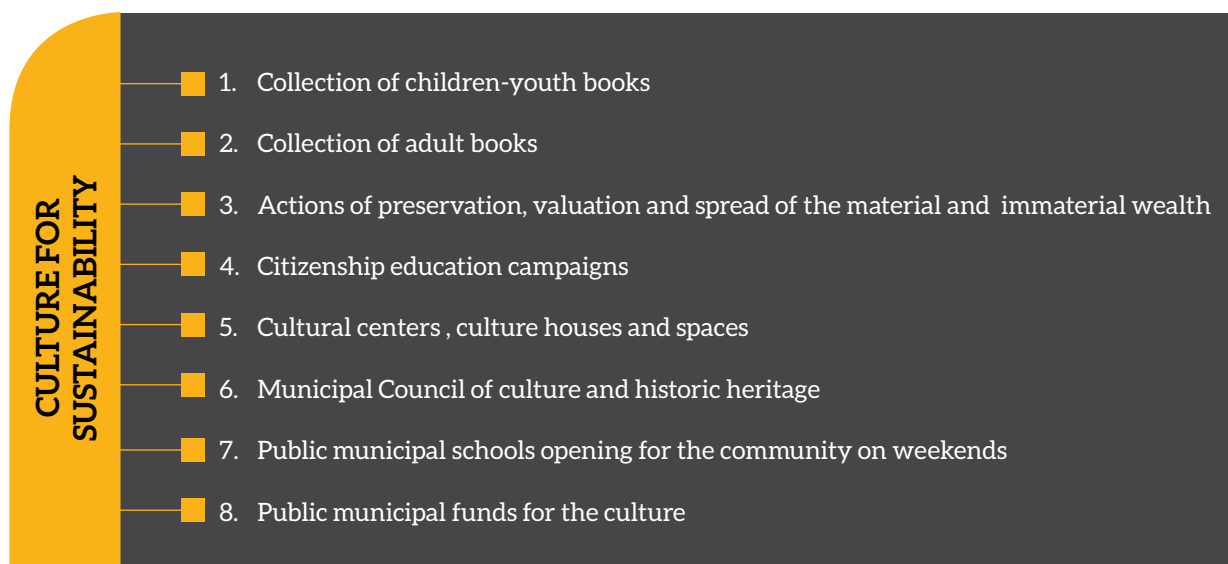 CULTURE FOR
SUSTAINABILITY
1. Collection of children-youth books
2. Collection of adult books
3. Actions of preservation, valuation and spread of the material and immaterial wealth
4. Citizenship education campaigns
5. Cultural centers , culture houses and spaces
6. Municipal Council of culture and historic heritage
7. Public municipal schools opening for the community on weekends
8. Public municipal funds for the culture